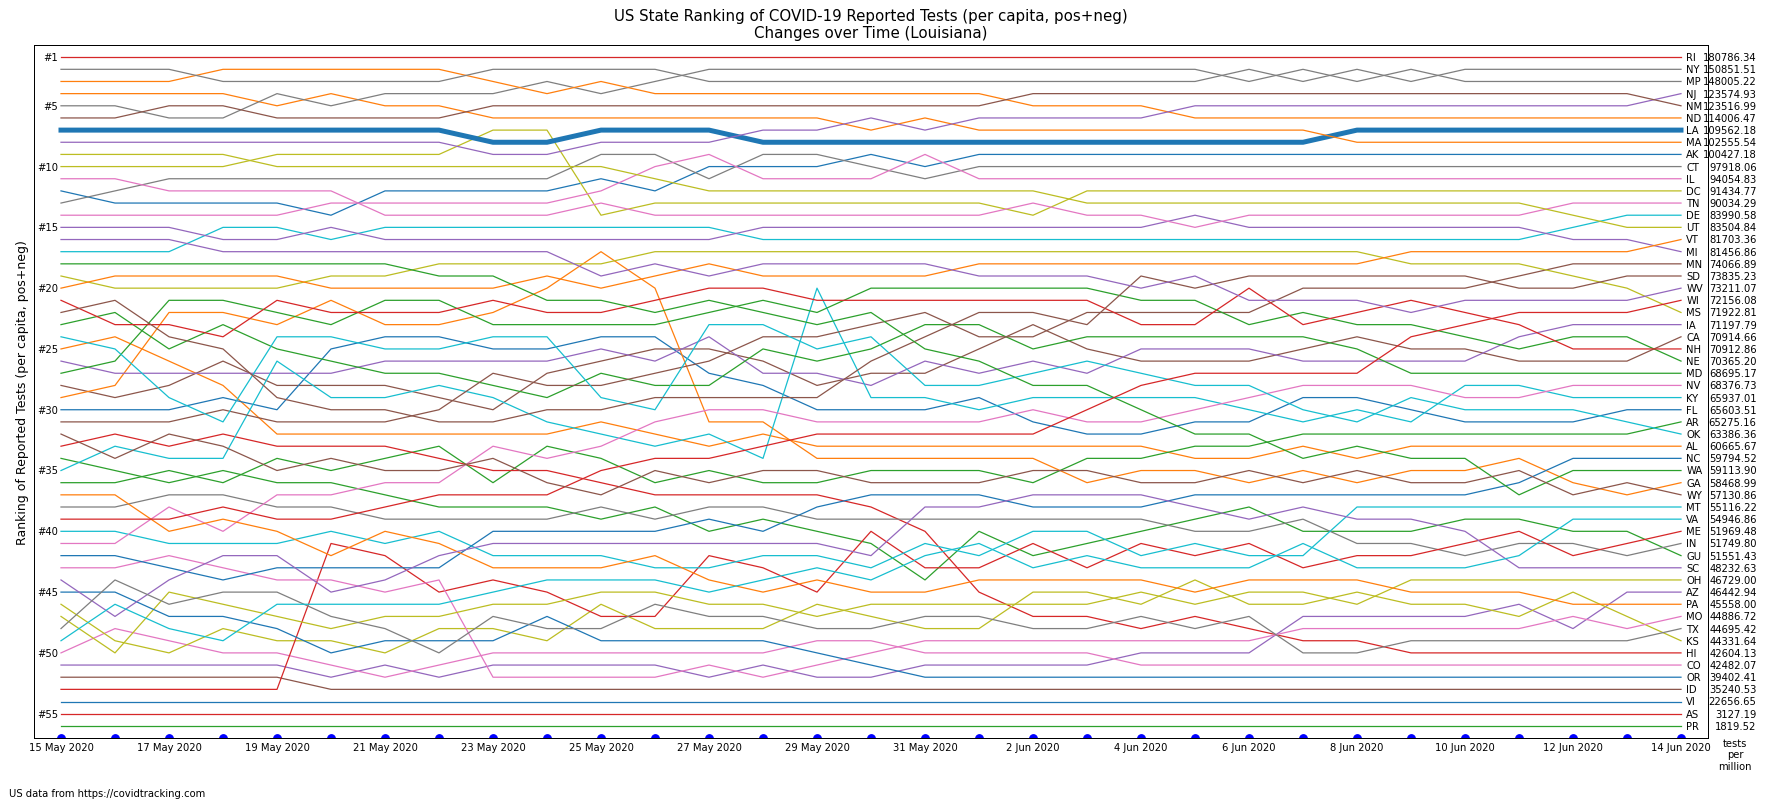 US State Ranking of COVID-19 Reported Tests (per capita, pos+neg)
Changes over Time (Louisiana)
Ranking of Reported Tests (per capita, pos+neg)
#1
#5
#10
#15
#20
#25
#30
#35
#40
#45
#50
#55
RI 180786.34
NY 150851.51
MP 148005.22
NJ 123574.93
NM 123516.99
ND 114006.47
LA 109562.18
MA 102555.54
AK 100427.18
CT 97918.06
IL 94054.83
DC 91434.77
TN 90034.29
DE 83990.58
UT 83504.84
VT 81703.36
MI 81456.86
MN 74066.89
SD 73835.23
WV 73211.07
WI 72156.08
MS 71922.81
IA 71197.79
CA 70914.66
NH 70912.86
NE 70365.20
MD 68695.17
NV 68376.73
KY 65937.01
FL 65603.51
AR 65275.16
OK 63386.36
AL 60665.67
NC 59794.52
WA 59113.90
GA 58468.99
WY 57130.86
MT 55116.22
VA 54946.86
ME 51969.48
IN 51749.80
GU 51551.43
SC 48232.63
OH 46729.00
AZ 46442.94
PA 45558.00
MO 44886.72
TX 44695.42
KS 44331.64
HI 42604.13
CO 42482.07
OR 39402.41
ID 35240.53
VI 22656.65
AS 3127.19
PR 1819.52
15 May 2020 17 May 2020 19 May 2020 21 May 2020 23 May 2020 25 May 2020 27 May 2020 29 May 2020 31 May 2020 2 Jun 2020 4 Jun 2020 6 Jun 2020 8 Jun 2020 10 Jun 2020 12 Jun 2020 14 Jun 2020
tests
per
million
US data from https://covidtracking.com